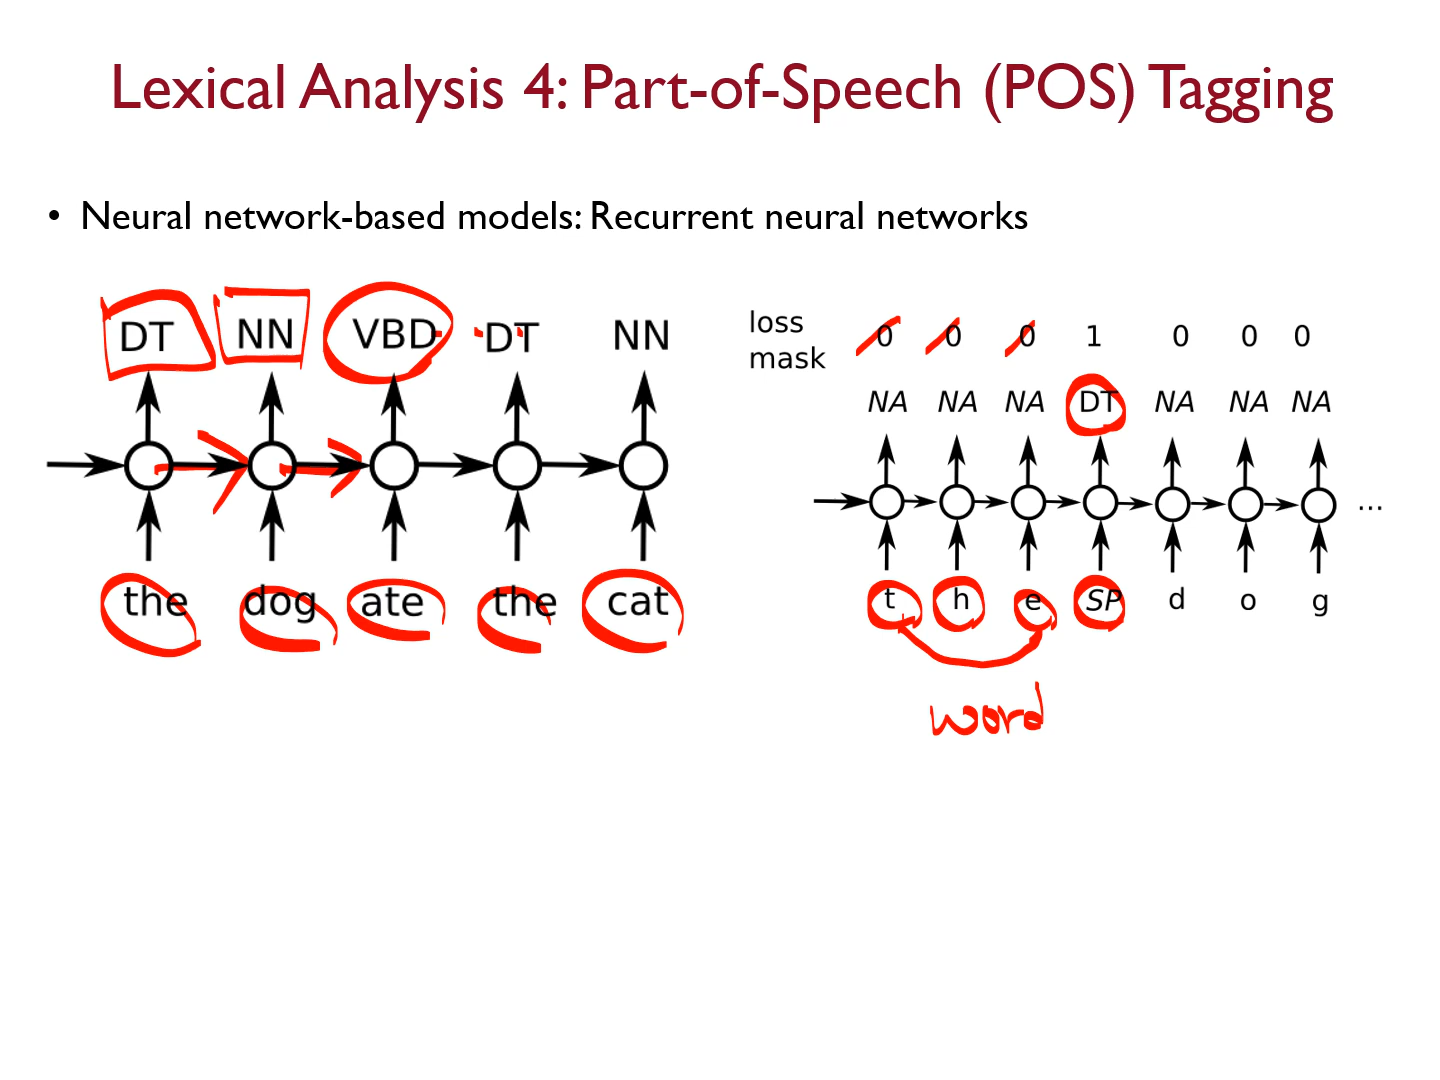 Lexical Analysis 4: Part-of-Speech (POS) Tagging
• Neural network-based models: Recurrent neural networks
DT NN VBD DT NN
the dog ate the cat
loss mask 0 0 0 1 0 0 0
NA NA NA DT NA NA NA
...
t h e SP d o g
word